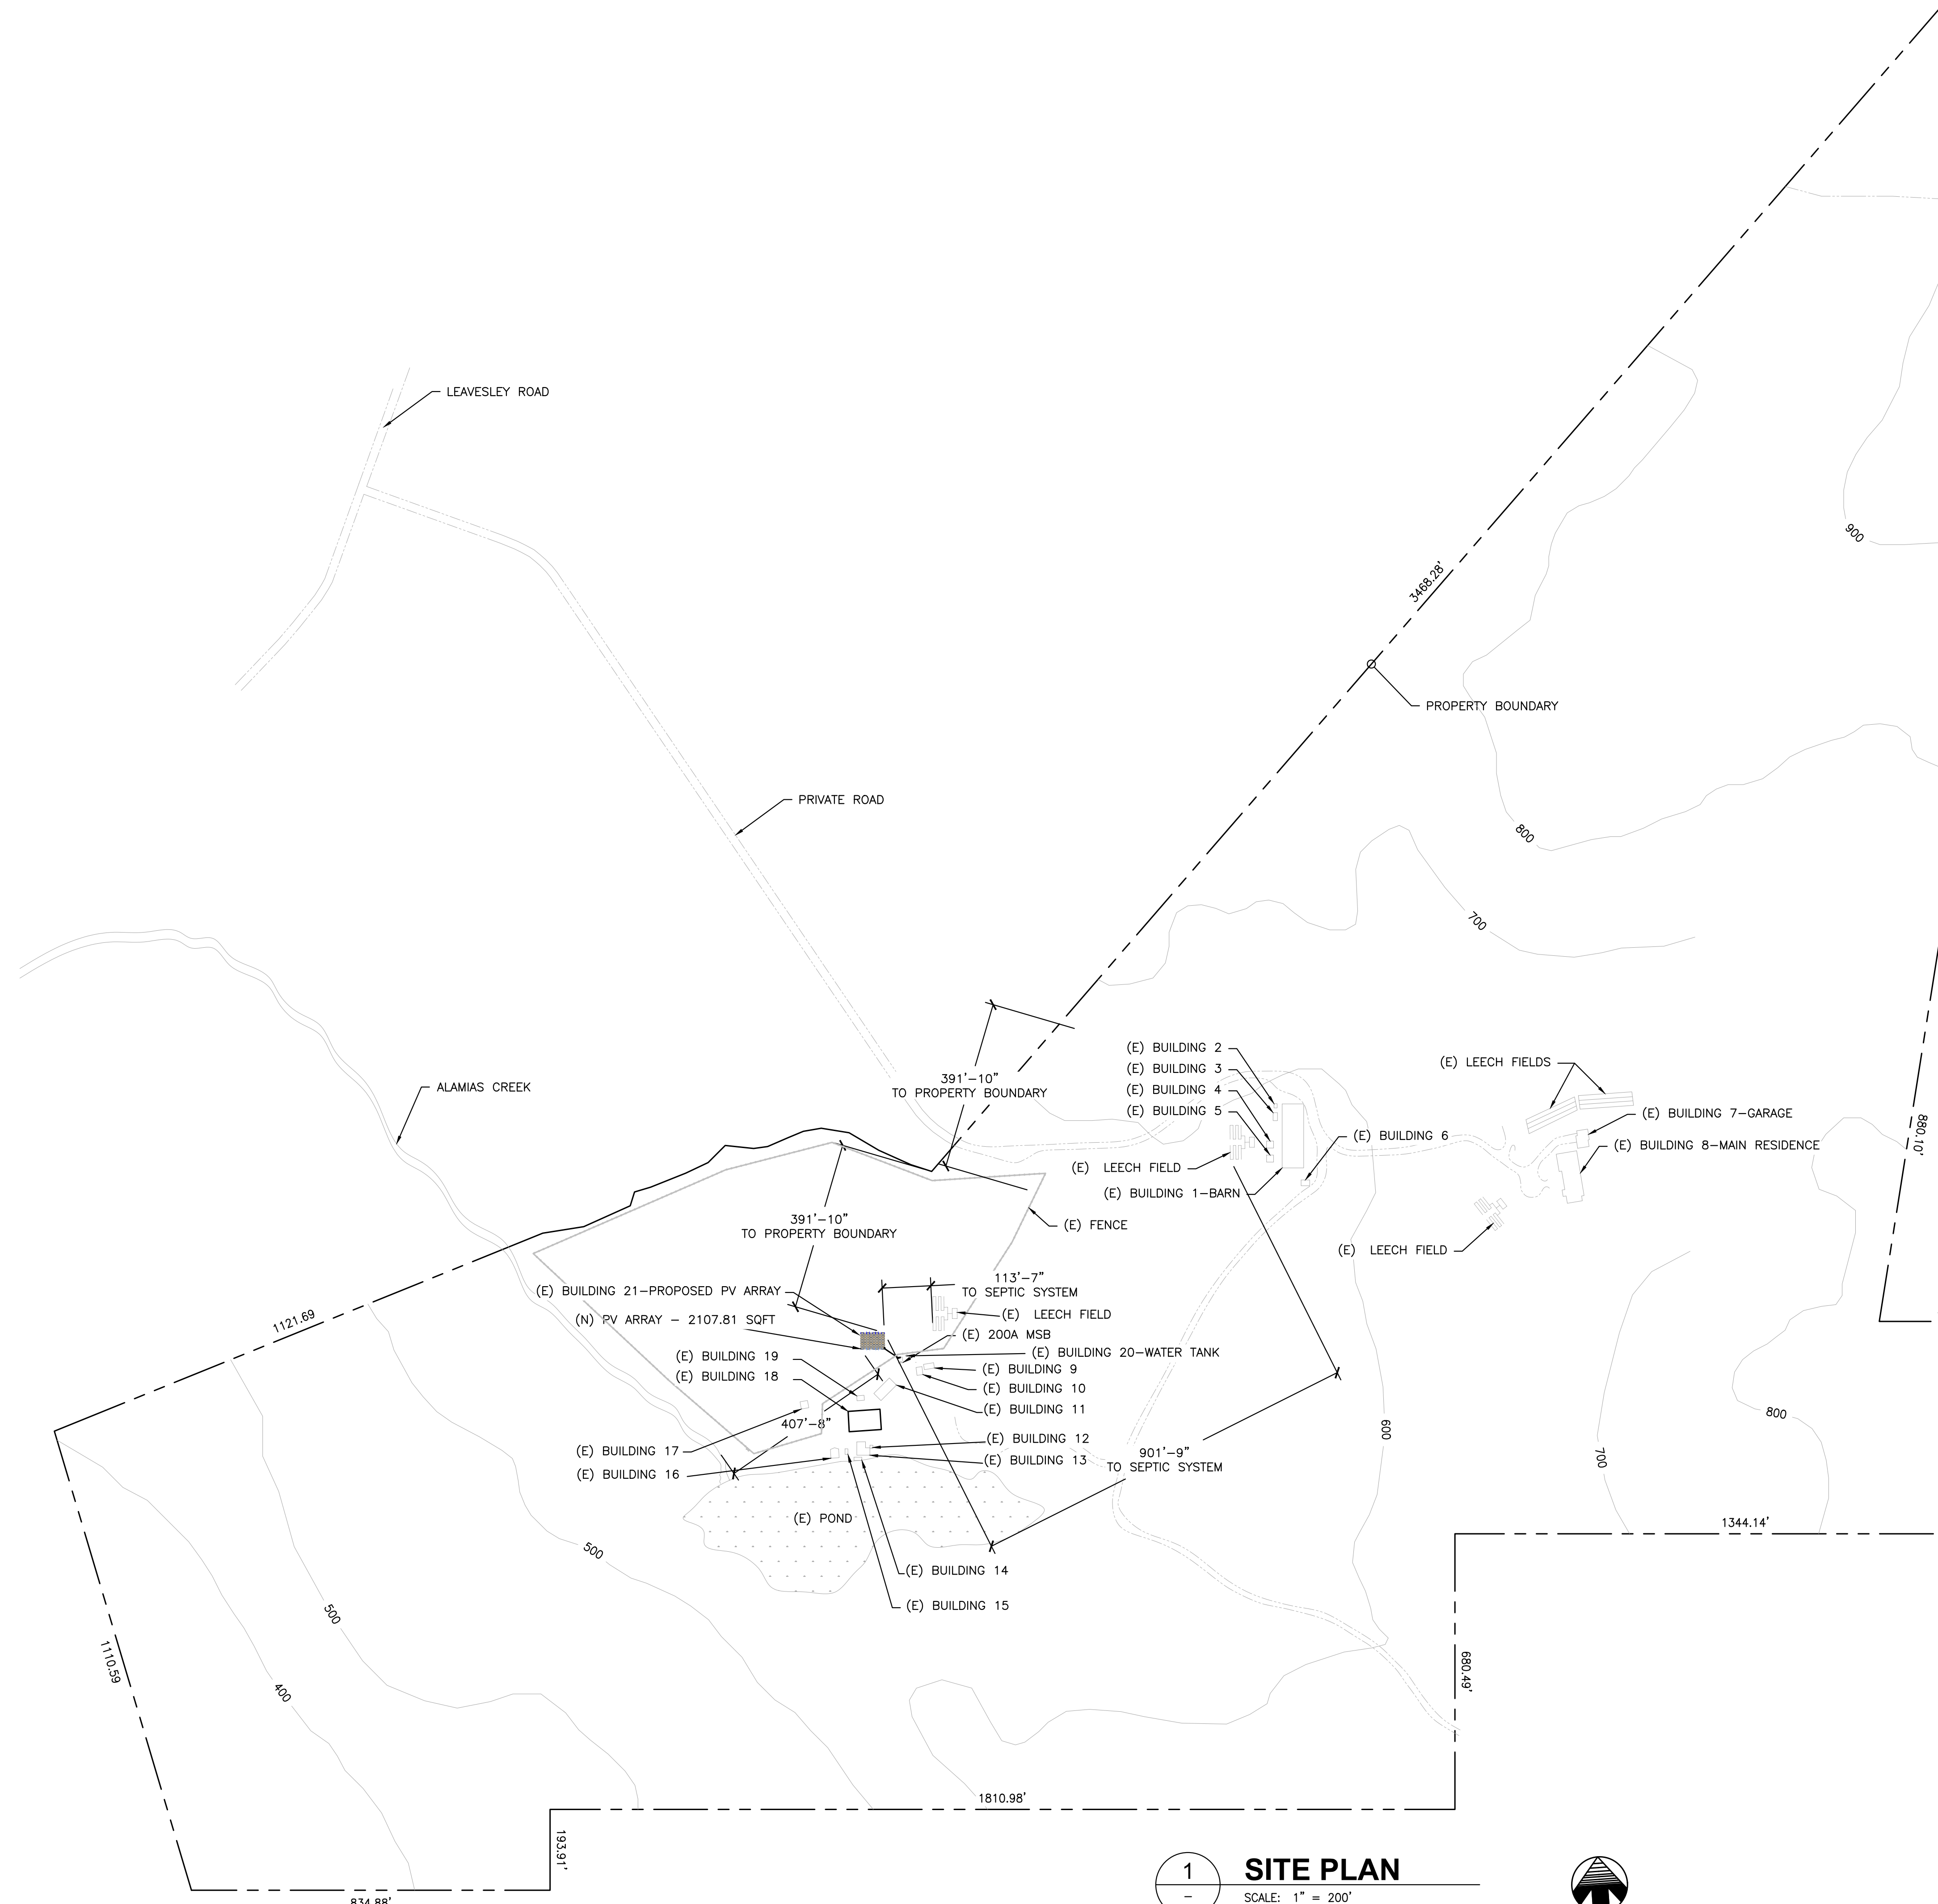 LEAVESLEY ROAD
900
3468.28'
PROPERTY BOUNDARY
PRIVATE ROAD
800
700
ALAMIAS CREEK
391'-10"
TO PROPERTY BOUNDARY
(E) BUILDING 2
(E) BUILDING 3
(E) BUILDING 4
(E) BUILDING 5
(E) LEECH FIELDS
(E) BUILDING 7-GARAGE
(E) BUILDING 6
(E) BUILDING 8-MAIN RESIDENCE
880.10'
(E) LEECH FIELD
(E) BUILDING 1-BARN
391'-10"
TO PROPERTY BOUNDARY
(E) FENCE
(E) LEECH FIELD
113'-7"
TO SEPTIC SYSTEM
(E) BUILDING 21-PROPOSED PV ARRAY
(N) PV ARRAY - 2107.81 SQFT
(E) LEECH FIELD
(E) 200A MSB
(E) BUILDING 20-WATER TANK
1121.69
(E) BUILDING 19
(E) BUILDING 18
(E) BUILDING 9
(E) BUILDING 10
(E) BUILDING 11
407'-8"
(E) BUILDING 12
(E) BUILDING 13
(E) BUILDING 17
(E) BUILDING 16
901'-9"
TO SEPTIC SYSTEM
600
700
800
(E) POND
1344.14'
500
(E) BUILDING 14
(E) BUILDING 15
500
1110.59
400
680.49'
1810.98'
193.91'
834.88'
1
-
SITE PLAN
SCALE: 1" = 200'